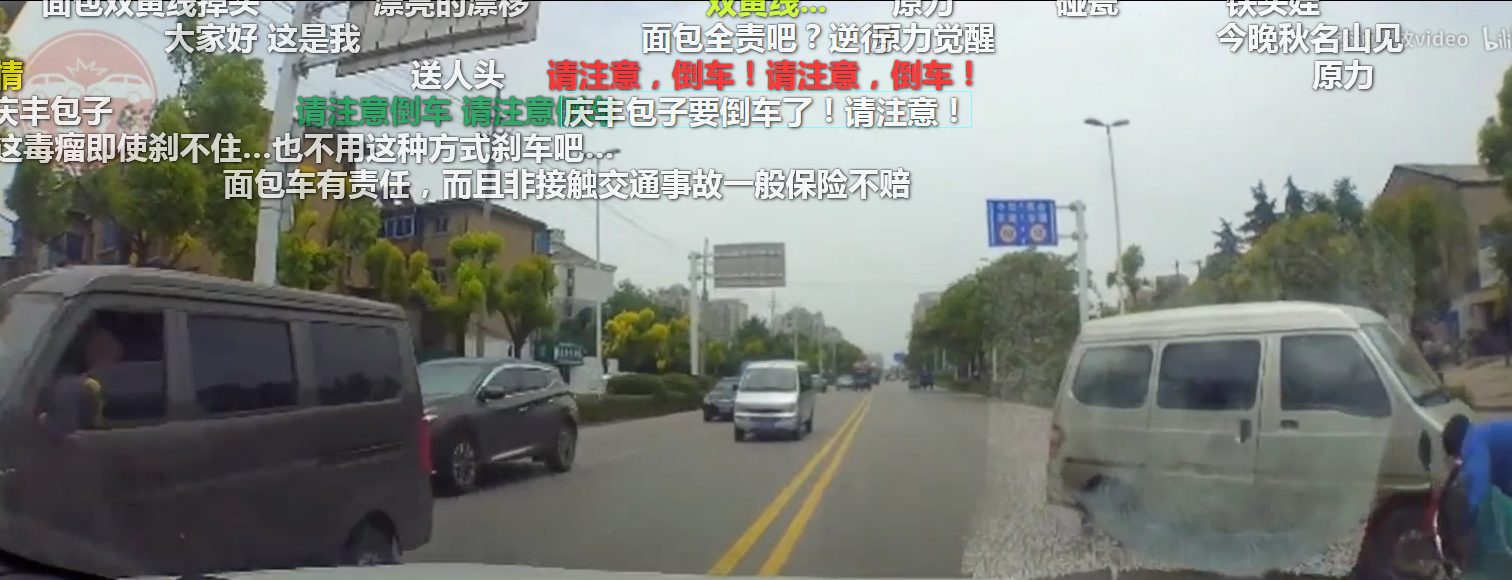 面包双黄线掉头 漂亮的漂移 双黄线... 原力 碰瓷 铁头娃
大家好 这是我 面包全责吧？逆行 原力觉醒 今晚秋名山见 video bili
情 送人头 请注意，倒车！请注意，倒车！ 原力
庆丰包子 请注意倒车 请注意倒车 庆丰包子要倒车了！请注意！
这毒瘤即使刹不住...也不用这种方式刹车吧...
面包车有责任，而且非接触交通事故一般保险不赔